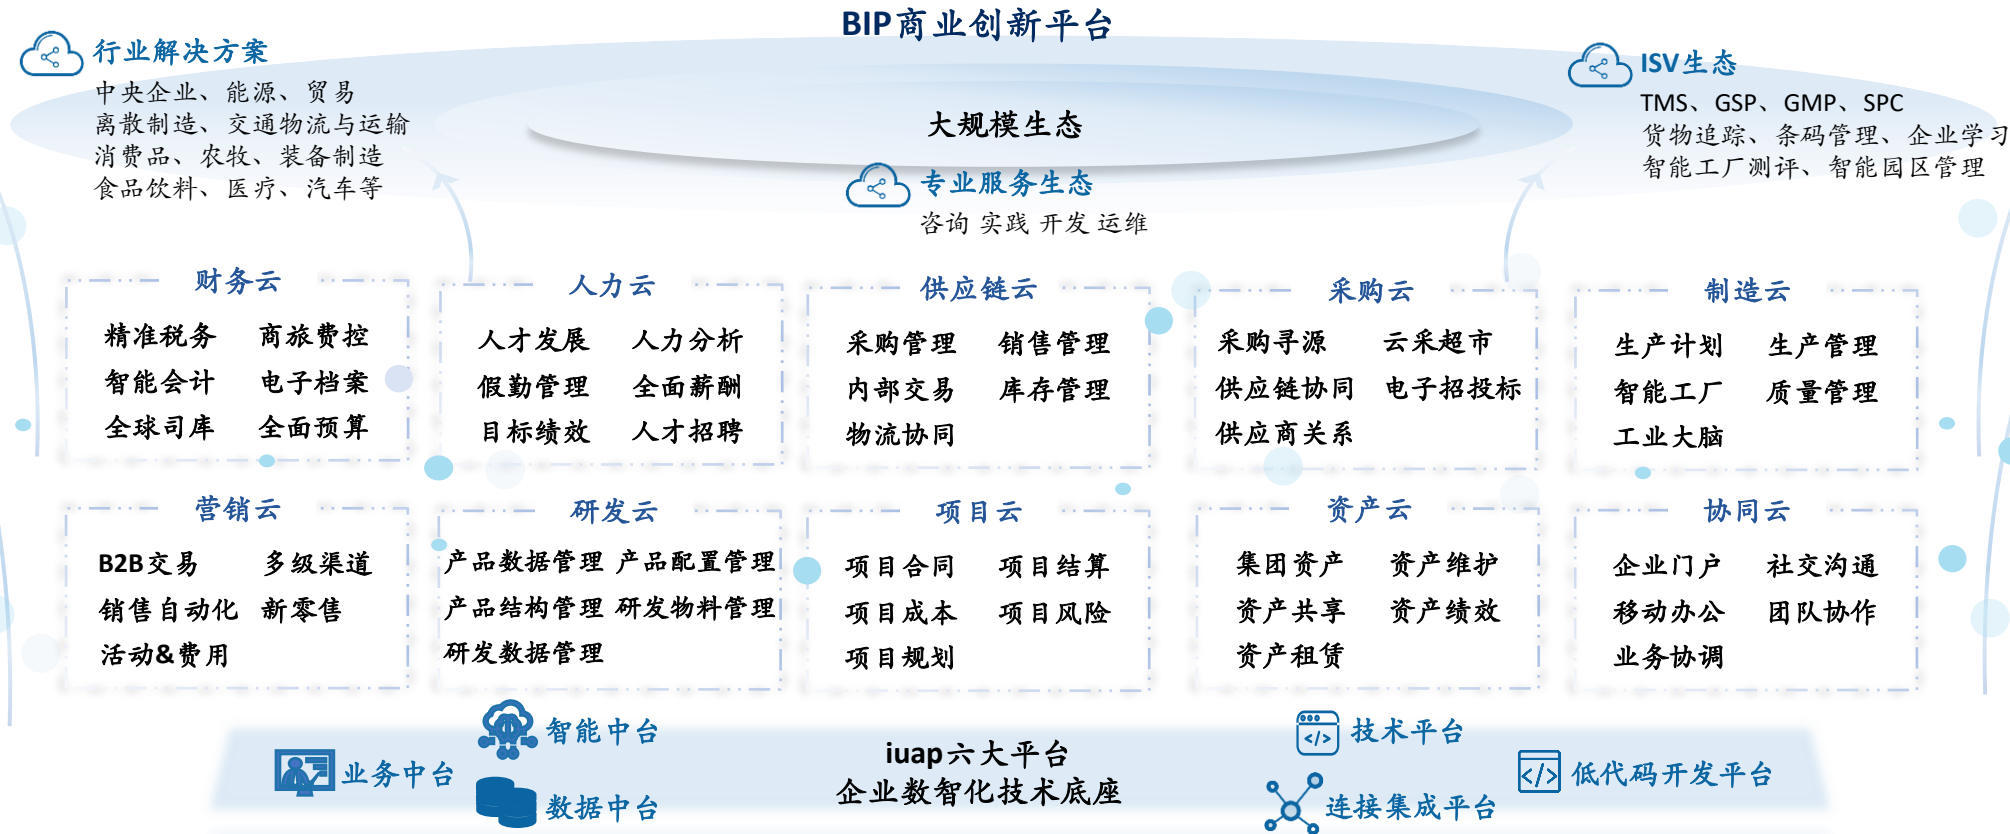 BIP商业创新平台
行业解决方案
中央企业、能源、贸易
离散制造、交通物流与运输
消费品、农牧、装备制造
食品饮料、医疗、汽车等
大规模生态
专业服务生态
咨询 实践 开发 运维
ISV生态
TMS、GSP、GMP、SPC
货物追踪、条码管理、企业学习
智能工厂测评、智能园区管理
财务云
精准税务 商旅费控
智能会计 电子档案
全球司库 全面预算
人力云
人才发展 人力分析
假勤管理 全面薪酬
目标绩效 人才招聘
供应链云
采购管理 销售管理
内部交易 库存管理
物流协同
采购云
采购寻源 云采超市
供应链协同 电子招投标
供应商关系
制造云
生产计划 生产管理
智能工厂 质量管理
工业大脑
营销云
B2B交易 多级渠道
销售自动化 新零售
活动&费用
研发云
产品数据管理 产品配置管理
产品结构管理 研发物料管理
研发数据管理
项目云
项目合同 项目结算
项目成本 项目风险
项目规划
资产云
集团资产 资产维护
资产共享 资产绩效
资产租赁
协同云
企业门户 社交沟通
移动办公 团队协作
业务协调
业务中台
智能中台
数据中台
iuap六大平台
企业数智化技术底座
技术平台
连接集成平台
低代码开发平台